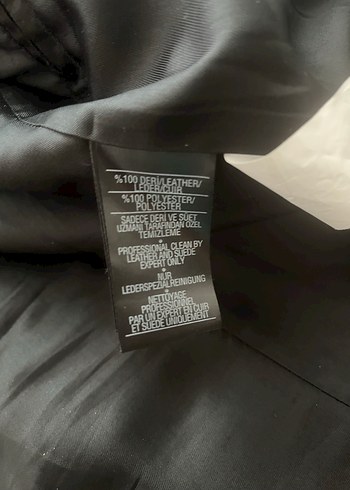 %100 DERİ/LEATHER/
LEDER/CUIR
%100 POLYESTER/
POLYESTER
SADECE DERİ VE SÜET
UZMANI TARAFINDAN ÖZEL
TEMİZLEME
•
PROFESSIONAL CLEAN BY
LEATHER AND SUEDE
EXPERT ONLY
•
NUR
LEDERSPEZIALREINIGUNG
•
NETTOYAGE
PROFESSIONNEL
PAR UN EXPERT EN CUIR
ET SUEDE UNIQUEMENT